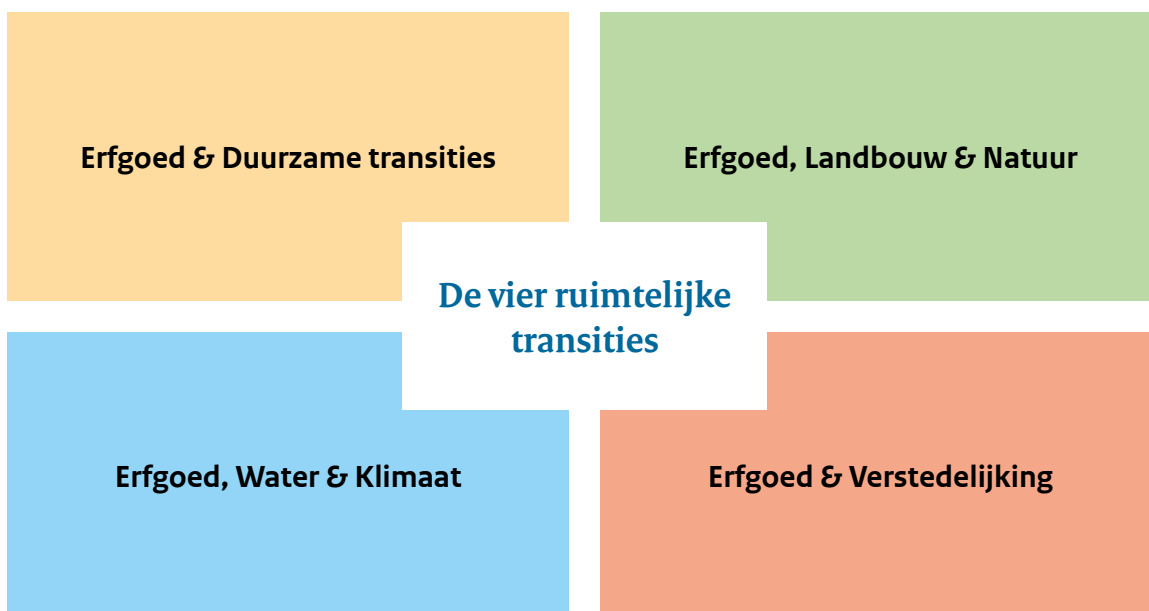 Erfgoed & Duurzame transities
Erfgoed, Landbouw & Natuur
De vier ruimtelijke
transities
Erfgoed, Water & Klimaat
Erfgoed & Verstedelijking